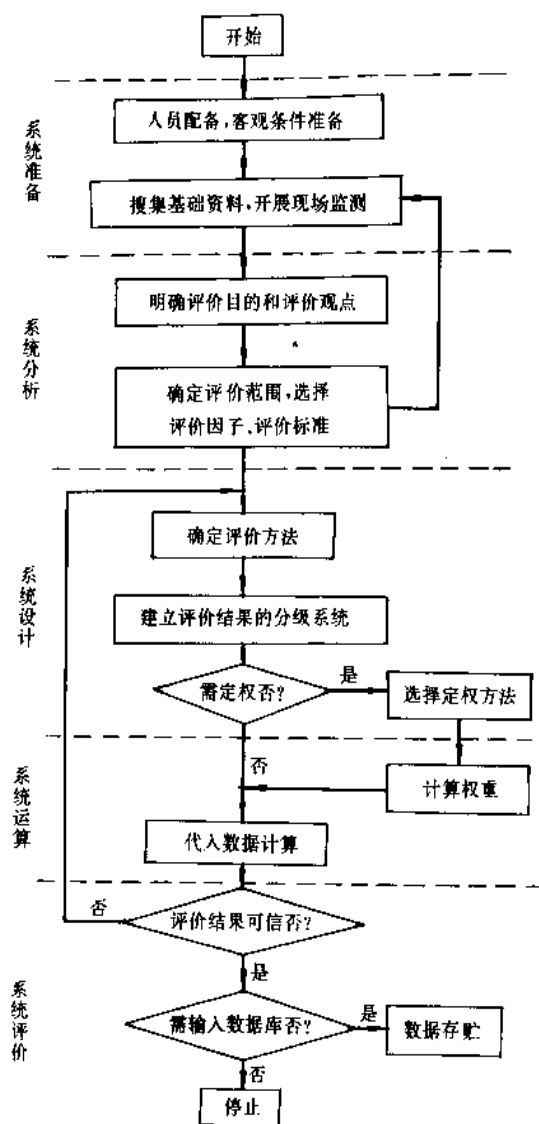 开始
系统准备
人员配备,客观条件准备
搜集基础资料,开展现场监测
系统分析
明确评价目的和评价观点
确定评价范围,选择
评价因子、评价标准
系统设计
确定评价方法
建立评价结果的分级系统
需定权否?
是
选择定权方法
系统运算
否
计算权重
代入数据计算
否
评价结果可信否?
系统评价
是
需输入数据库否?
是
数据存贮
否
停止